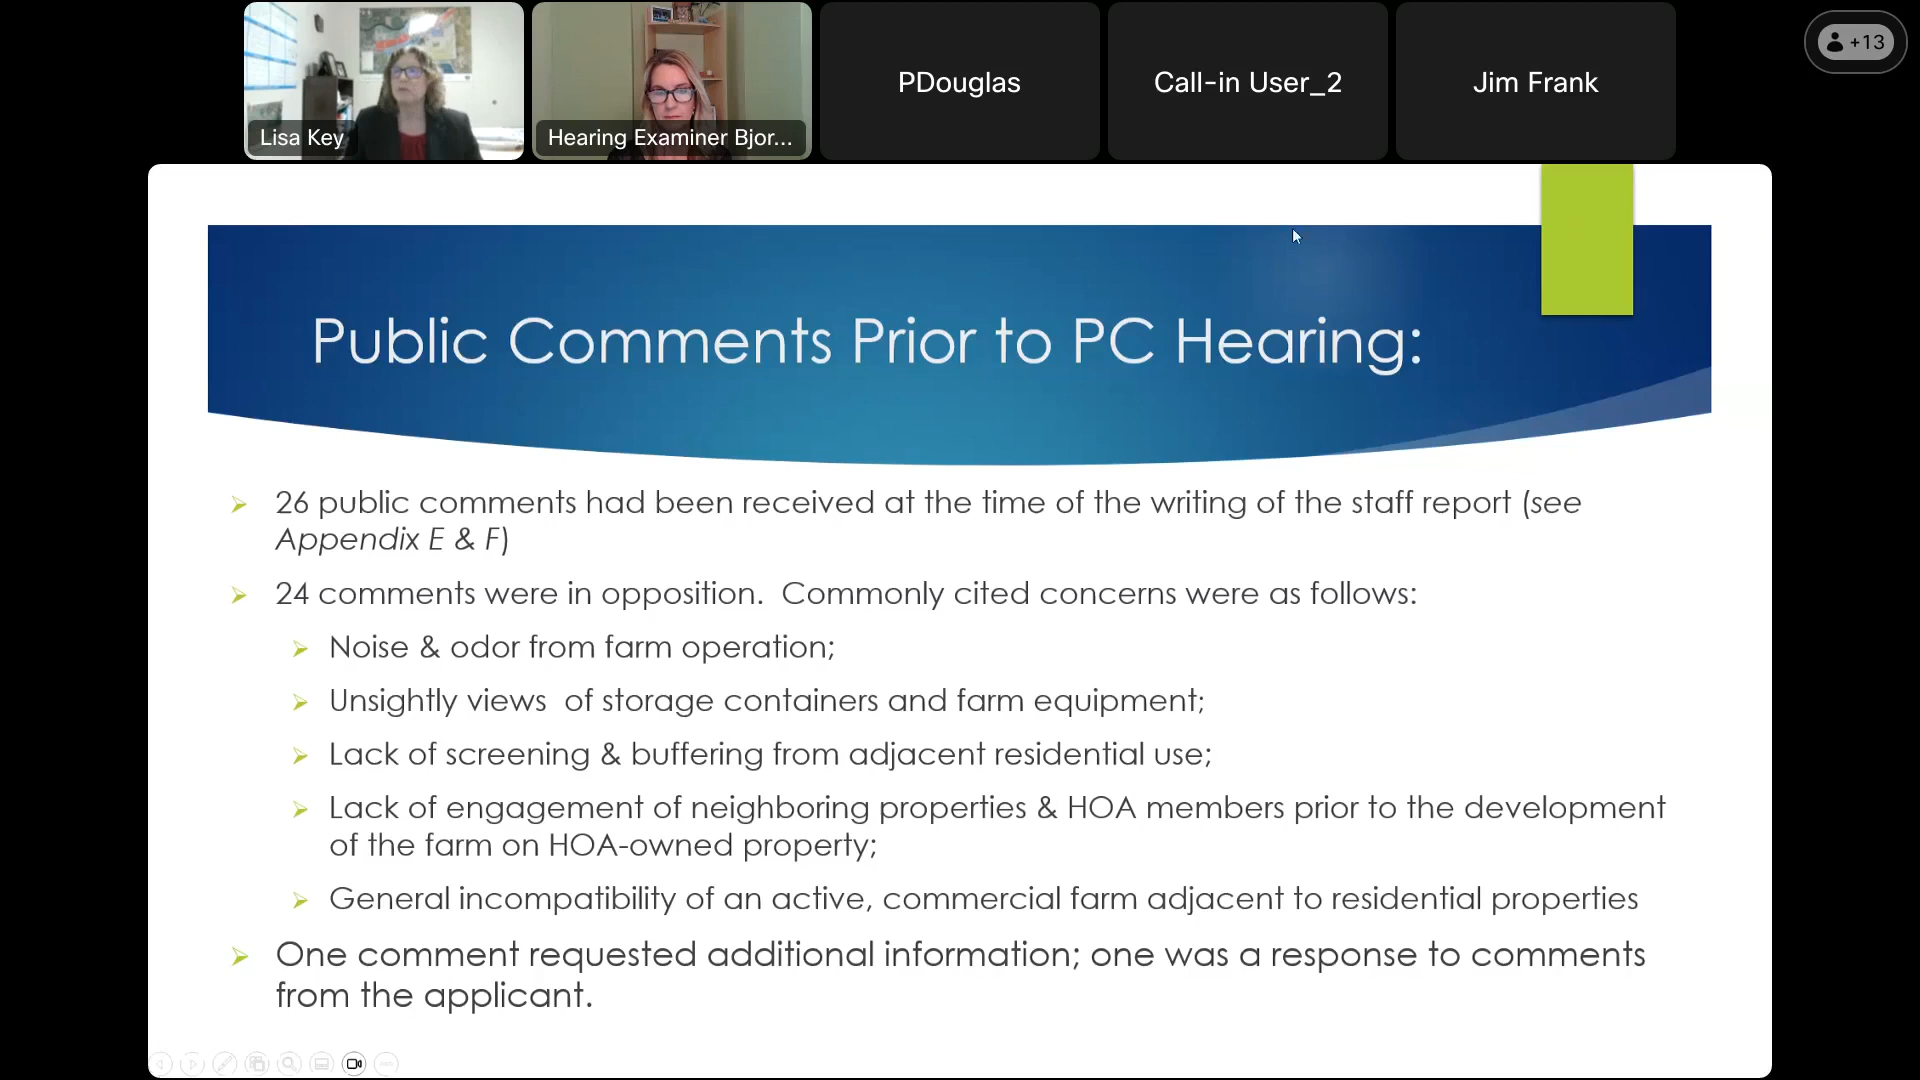 Lisa Key
Hearing Examiner Bjor...
PDouglas
Call-in User_2
Jim Frank
+13
Public Comments Prior to PC Hearing:
26 public comments had been received at the time of the writing of the staff report (see
Appendix E & F)
24 comments were in opposition.  Commonly cited concerns were as follows:
Noise & odor from farm operation;
Unsightly views  of storage containers and farm equipment;
Lack of screening & buffering from adjacent residential use;
Lack of engagement of neighboring properties & HOA members prior to the development
of the farm on HOA-owned property;
General incompatibility of an active, commercial farm adjacent to residential properties
One comment requested additional information; one was a response to comments
from the applicant.